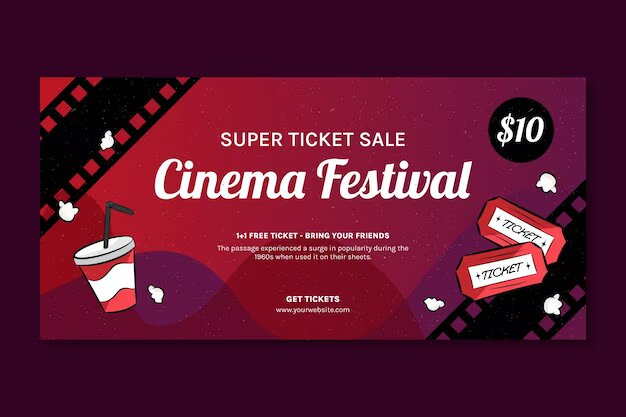 SUPER TICKET SALE
$10
Cinema Festival
1+1 FREE TICKET - BRING YOUR FRIENDS
The passage experienced a surge in popularity during the
1960s when used it on their sheets.
TICKET
TICKET
GET TICKETS
www.yourwebsite.com